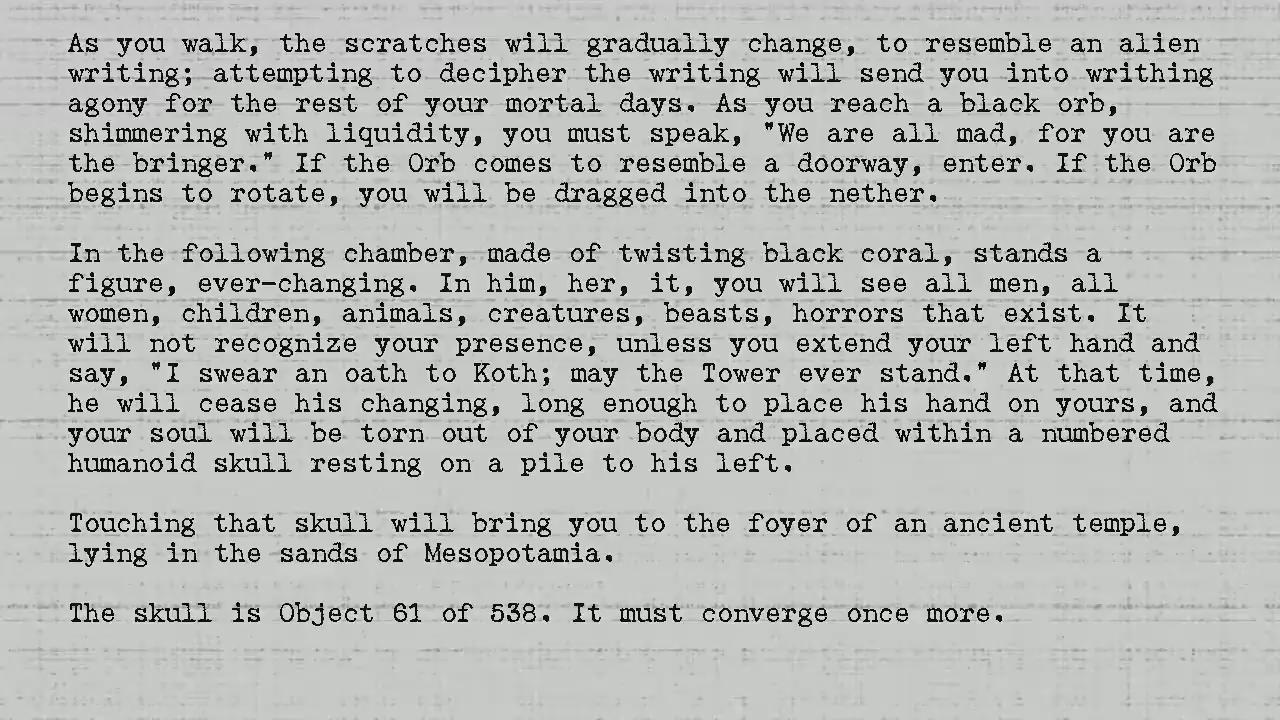 As you walk, the scratches will gradually change, to resemble an alien
writing; attempting to decipher the writing will send you into writhing
agony for the rest of your mortal days. As you reach a black orb,
shimmering with liquidity, you must speak, "We are all mad, for you are
the bringer." If the Orb comes to resemble a doorway, enter. If the Orb
begins to rotate, you will be dragged into the nether.
In the following chamber, made of twisting black coral, stands a
figure, ever-changing. In him, her, it, you will see all men, all
women, children, animals, creatures, beasts, horrors that exist. It
will not recognize your presence, unless you extend your left hand and
say, "I swear an oath to Koth; may the Tower ever stand." At that time,
he will cease his changing, long enough to place his hand on yours, and
your soul will be torn out of your body and placed within a numbered
humanoid skull resting on a pile to his left.
Touching that skull will bring you to the foyer of an ancient temple,
lying in the sands of Mesopotamia.
The skull is Object 61 of 538. It must converge once more.